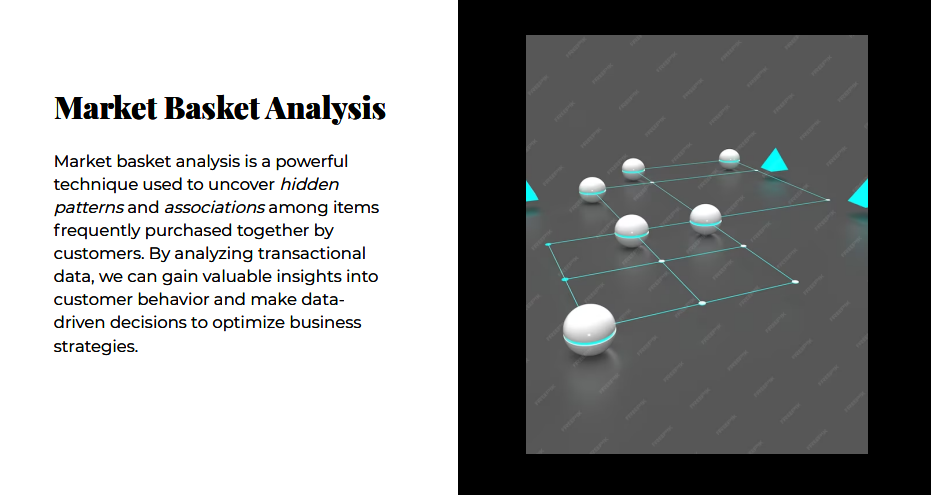 Market Basket Analysis
Market basket analysis is a powerful
technique used to uncover hidden
patterns and associations among items
frequently purchased together by
customers. By analyzing transactional
data, we can gain valuable insights into
customer behavior and make data-
driven decisions to optimize business
strategies.